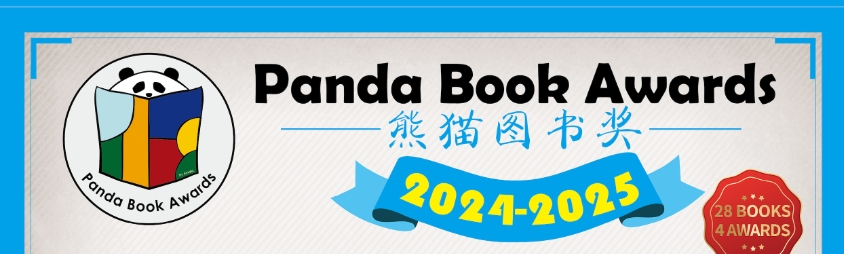 Panda Book Awards
熊猫图书奖
2024-2025
Panda Book Awards
28 BOOKS
4 AWARDS